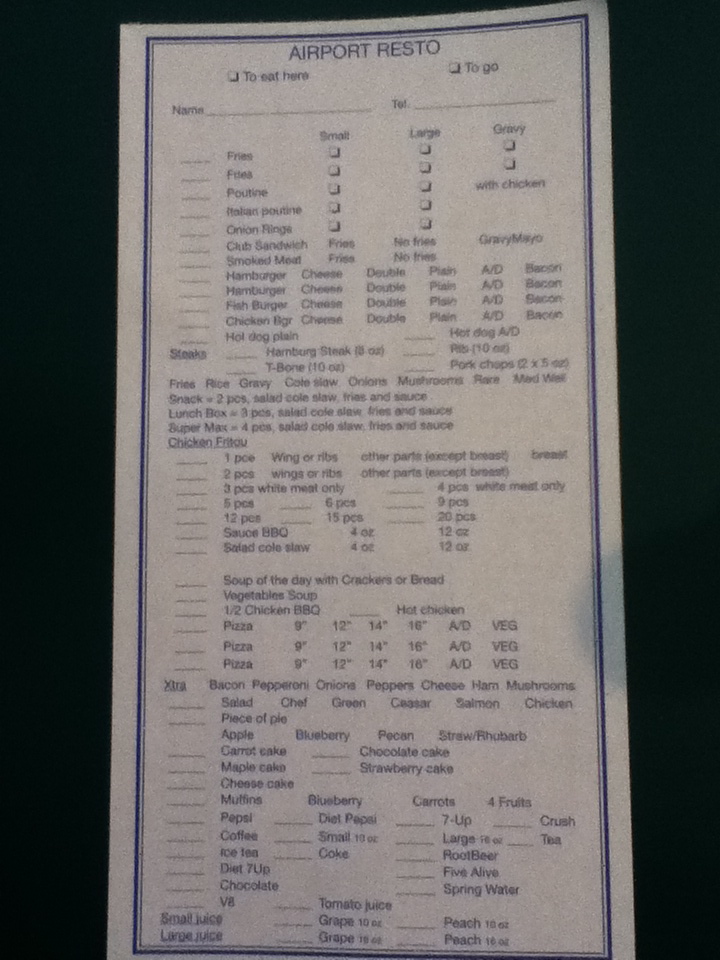 AIRPORT RESTO
❏ To eat here ❏ To go
Name Tel.
Small Large Gravy
Fries ❏ ❏ ❏
Fries ❏ ❏ ❏
Poutine ❏ ❏ with chicken
Italian poutine ❏ ❏
Onion Rings ❏ ❏
Club Sandwich Fries No fries GravyMayo
Smoked Meat Fries No fries
Hamburger Cheese Double Plain A/D Bacon
Hamburger Cheese Double Plain A/D Bacon
Fish Burger Cheese Double Plain A/D Bacon
Chicken Bgr Cheese Double Plain A/D Bacon
Hot dog plain Hot dog A/D
Steaks Hamburg Steak (8 oz) Rib (10 oz)
T-Bone (10 oz) Pork chops (2 x 5 oz)
Fries Rice Gravy Cole slaw Onions Mushrooms Rare Med Well
Snack = 2 pcs, salad cole slaw, fries and sauce
Lunch Box = 3 pcs, salad cole slaw, fries and sauce
Super Max = 4 pcs, salad cole slaw, fries and sauce
Chicken Fritou
1 pce Wing or ribs other parts (except breast) breast
2 pcs wings or ribs other parts (except breast)
3 pcs white meat only 4 pcs white meat only
5 pcs 6 pcs 9 pcs
12 pcs 15 pcs 20 pcs
Sauce BBQ 4 oz 12 oz
Salad cole slaw 4 oz 12 oz
Soup of the day with Crackers or Bread
Vegetables Soup
1/2 Chicken BBQ Hot chicken
Pizza 9" 12" 14" 16" A/D VEG
Pizza 9" 12" 14" 16" A/D VEG
Pizza 9" 12" 14" 16" A/D VEG
Xtra Bacon Pepperoni Onions Peppers Cheese Ham Mushrooms
Salad Chef Green Ceasar Salmon Chicken
Piece of pie
Apple Blueberry Pecan Straw/Rhubarb
Carrot cake Chocolate cake
Maple cake Strawberry cake
Cheese cake
Muffins Blueberry Carrots 4 Fruits
Pepsi Diet Pepsi 7-Up Crush
Coffee Small 10 oz Large 16 oz Tea
Ice tea Coke RootBeer
Diet 7Up Five Alive
Chocolate Spring Water
V8 Tomato juice
Small juice Grape 10 oz Peach 10 oz
Large juice Grape 16 oz Peach 16 oz